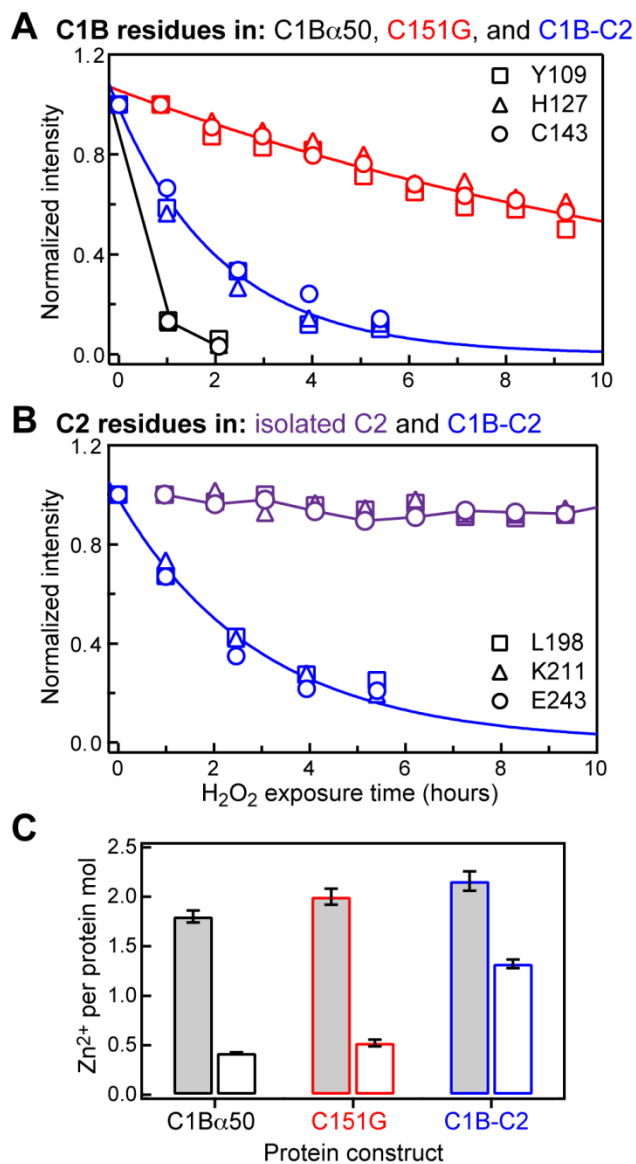 A C1B residues in: C1Bα50, C151G, and C1B-C2
Normalized intensity
1.2
0.8
0.4
0.0
Y109
H127
C143
0 2 4 6 8 10
B C2 residues in: isolated C2 and C1B-C2
Normalized intensity
1.2
0.8
0.4
0.0
L198
K211
E243
0 2 4 6 8 10
H₂O₂ exposure time (hours)
C
Zn²⁺ per protein mol
2.5
2.0
1.5
1.0
0.5
0.0
C1Bα50 C151G C1B-C2
Protein construct